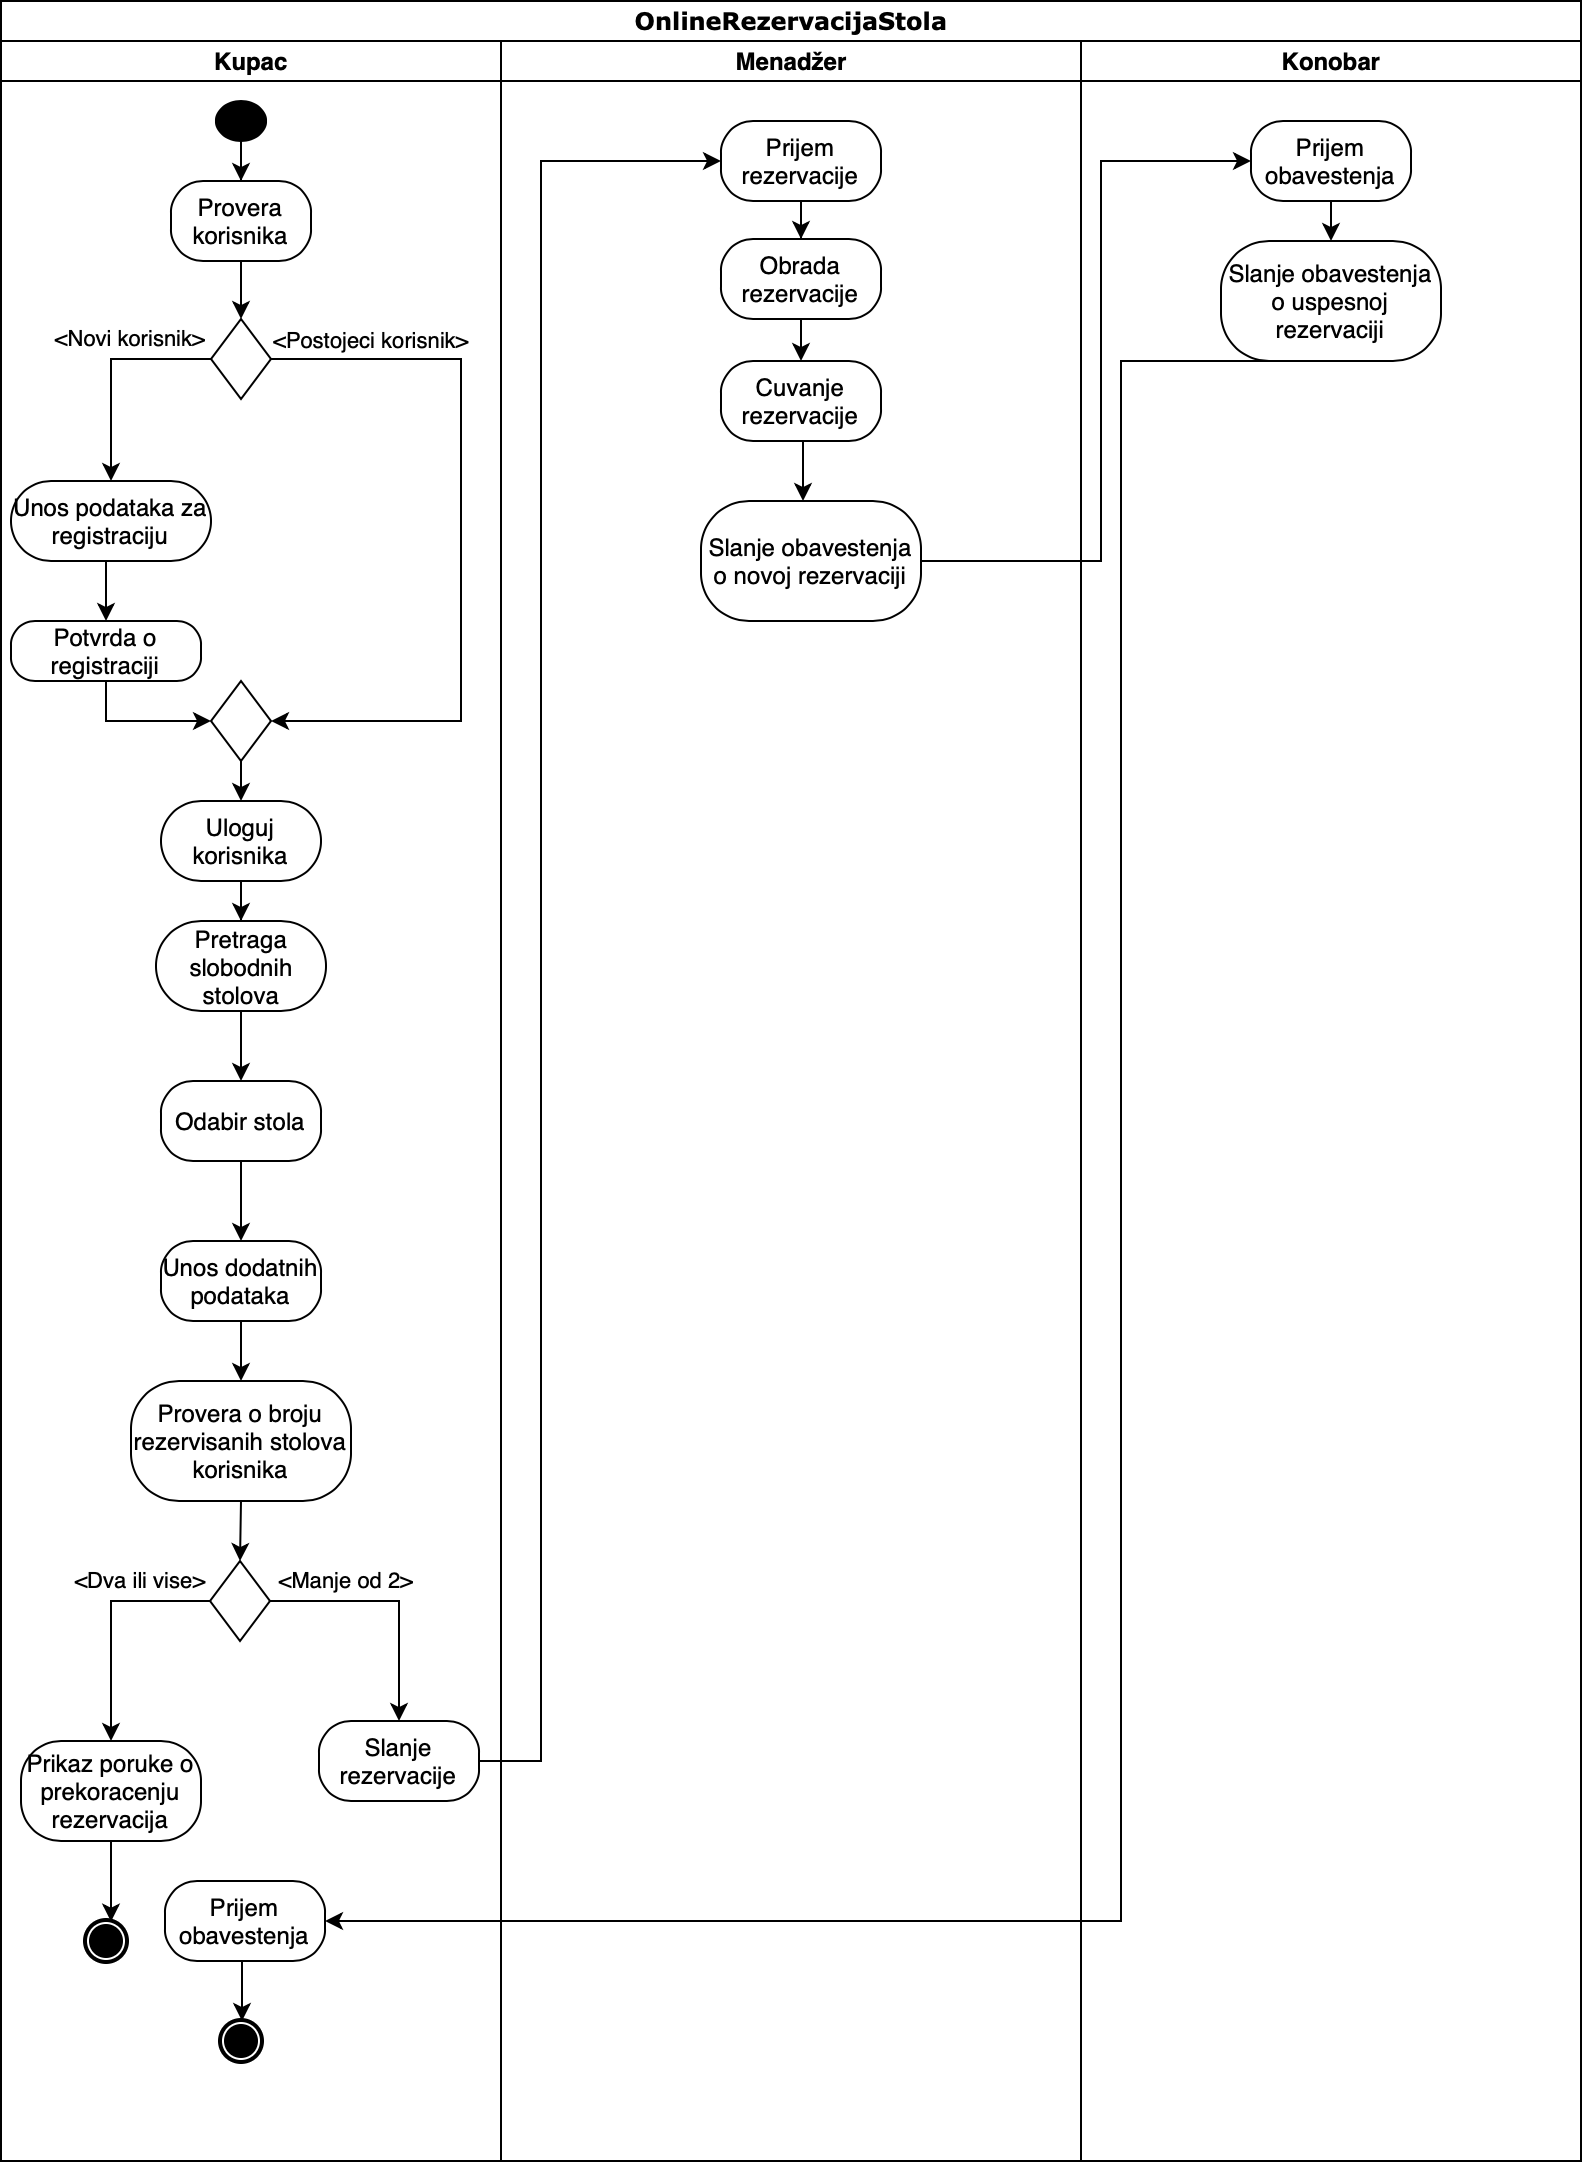 OnlineRezervacijaStola
Kupac
Menadžer
Konobar
Provera
korisnika
<Novi korisnik>
<Postojeci korisnik>
Unos podataka za
registraciju
Potvrda o
registraciji
Uloguj
korisnika
Pretraga
slobodnih
stolova
Odabir stola
Unos dodatnih
podataka
Provera o broju
rezervisanih stolova
korisnika
<Dva ili vise>
<Manje od 2>
Prikaz poruke o
prekoracenju
rezervacija
Slanje
rezervacije
Prijem
obavestenja
Prijem
rezervacije
Obrada
rezervacije
Cuvanje
rezervacije
Slanje obavestenja
o novoj rezervaciji
Prijem
obavestenja
Slanje obavestenja
o uspesnoj
rezervaciji